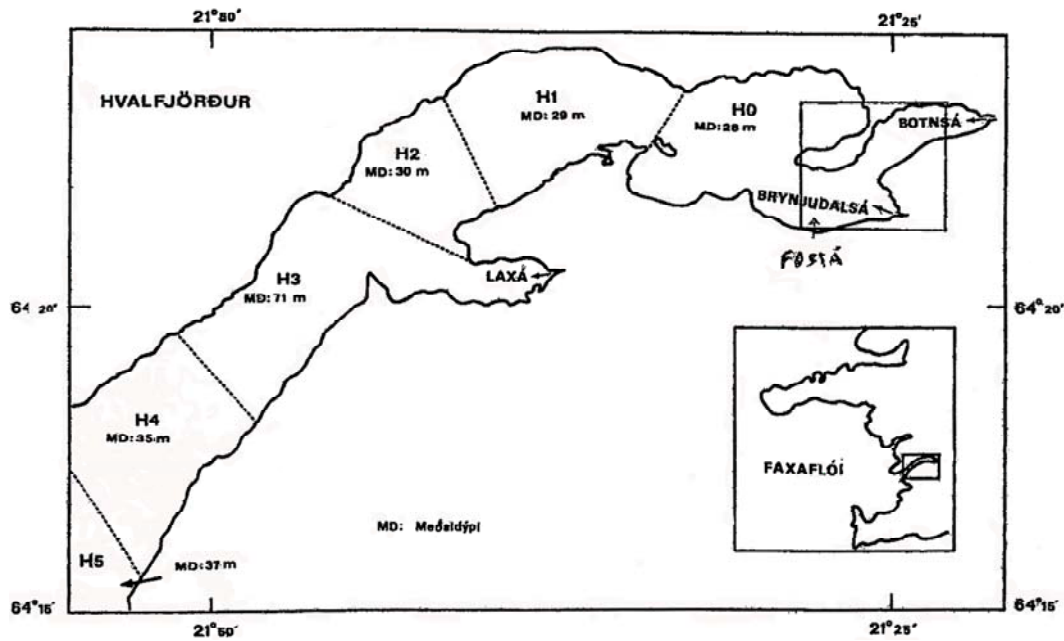 21°50'
21°25'
HVALFJÖRÐUR
H1
MD: 29 m
H0
MD: 28 m
BOTNSÁ
H2
MD: 30 m
BRYNJUDALSÁ
FOSSÁ
H3
MD: 71 m
LAXÁ
64° 20'
64° 20'
H4
MD: 35 m
FAXAFLÓI
MD: Meðaldýpi
H5
MD: 37 m
64° 15'
64° 15'
21° 50'
21° 25'